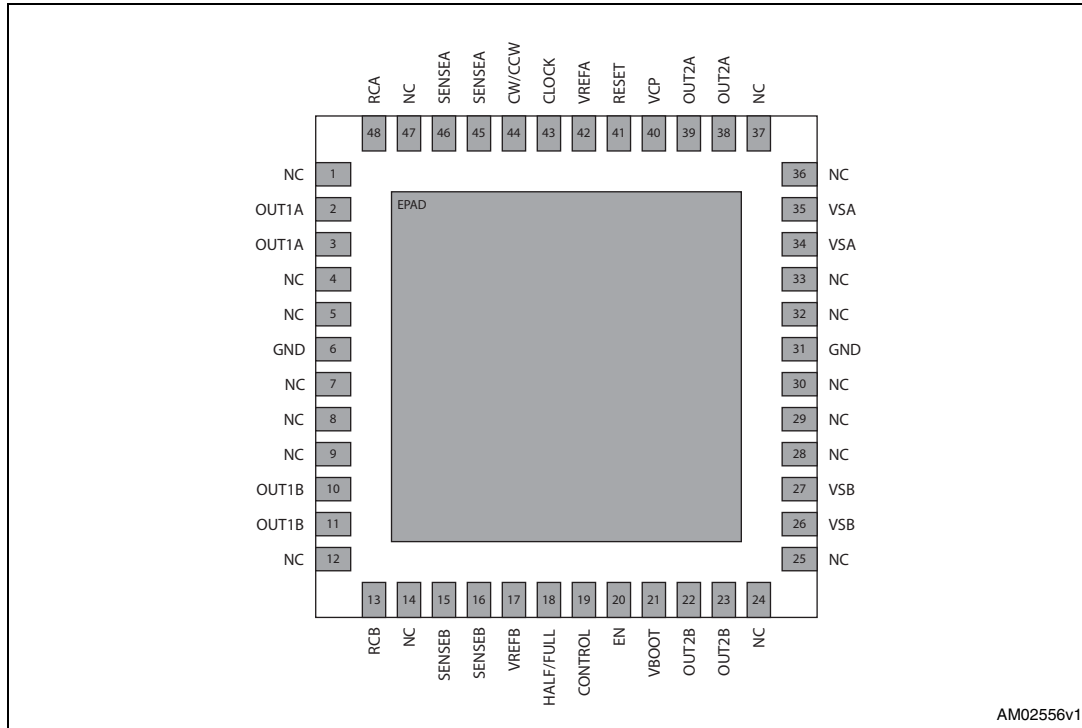 RCA NC SENSEA SENSEA CW/CCW CLOCK VREFA RESET VCP OUT2A OUT2A NC
48 47 46 45 44 43 42 41 40 39 38 37
NC 1 36 NC
EPAD
OUT1A 2 35 VSA
OUT1A 3 34 VSA
NC 4 33 NC
NC 5 32 NC
GND 6 31 GND
NC 7 30 NC
NC 8 29 NC
NC 9 28 NC
OUT1B 10 27 VSB
OUT1B 11 26 VSB
NC 12 25 NC
13 14 15 16 17 18 19 20 21 22 23 24
RCB NC SENSEB SENSEB VREFB HALF/FULL CONTROL EN VBOOT OUT2B OUT2B NC
AM02556v1